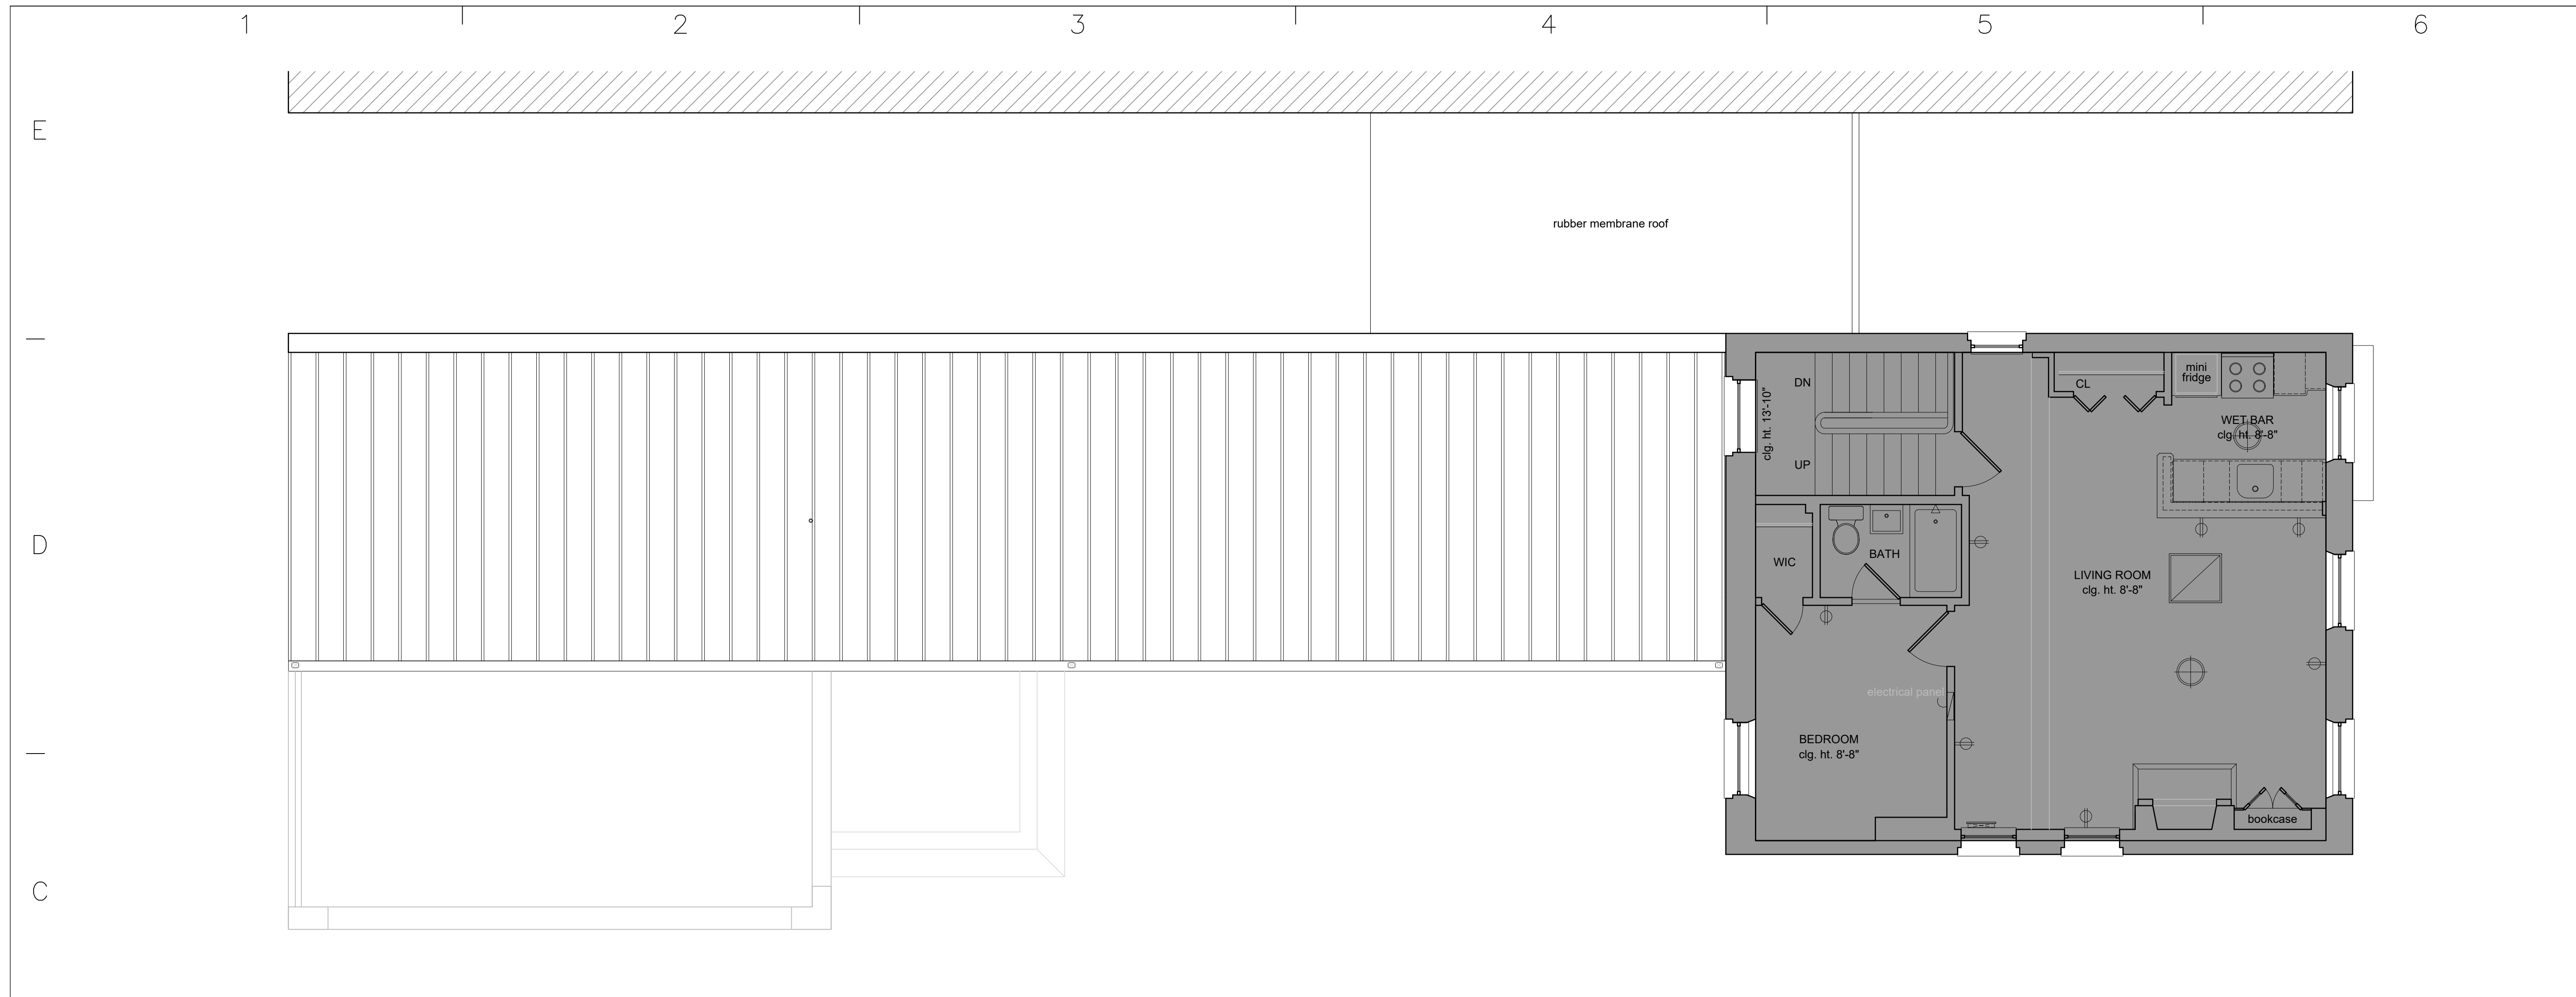 1 2 3 4 5 6
E
rubber membrane roof
D
C
DN
clg. ht. 13'-10"
UP
CL
mini
fridge
WET BAR
clg. ht. 8'-8"
WIC
BATH
LIVING ROOM
clg. ht. 8'-8"
electrical panel
BEDROOM
clg. ht. 8'-8"
bookcase